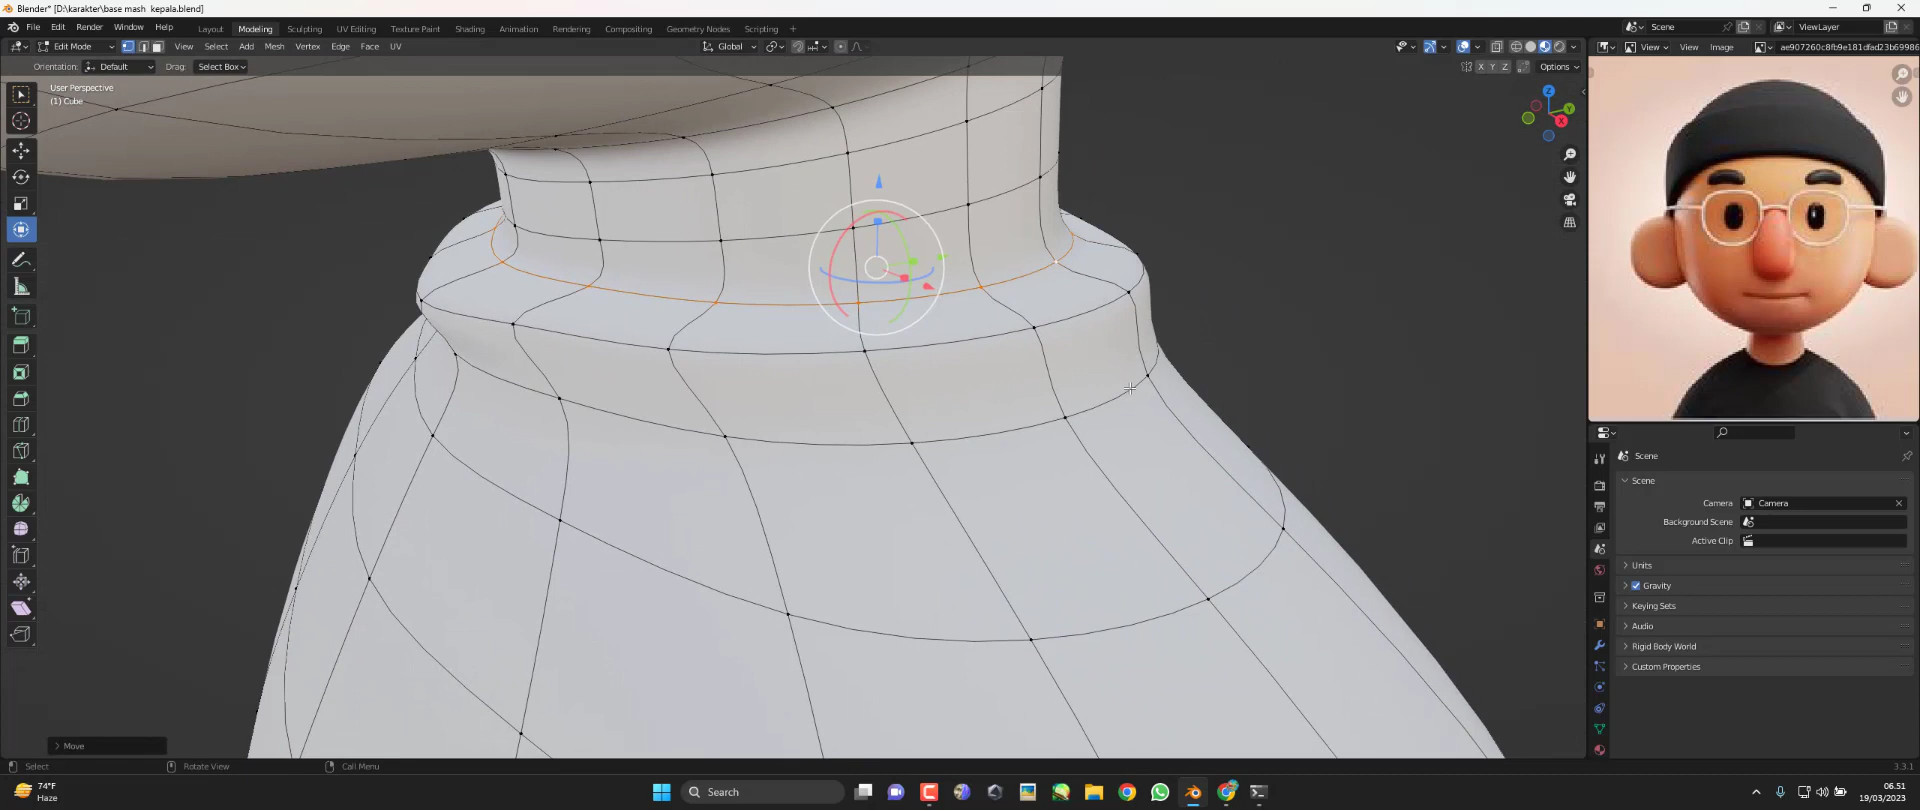 Blender* [D:\karakter\base mash kepala.blend]
File Edit Render Window Help Layout Modeling Sculpting UV Editing Texture Paint Shading Animation Rendering Compositing Geometry Nodes Scripting +
Scene ViewLayer
Edit Mode View Select Add Mesh Vertex Edge Face UV Global
View View Image
Orientation: Default Drag: Select Box X Y Z Options
User Perspective
(1) Cube
Z
Y
X
Scene
Scene
Camera Camera
Background Scene
Active Clip
Units
Gravity
Keying Sets
Audio
Rigid Body World
Custom Properties
Move
Select Rotate View Call Menu 3.3.1
74°F
Haze
Search
06.51
19/03/2023